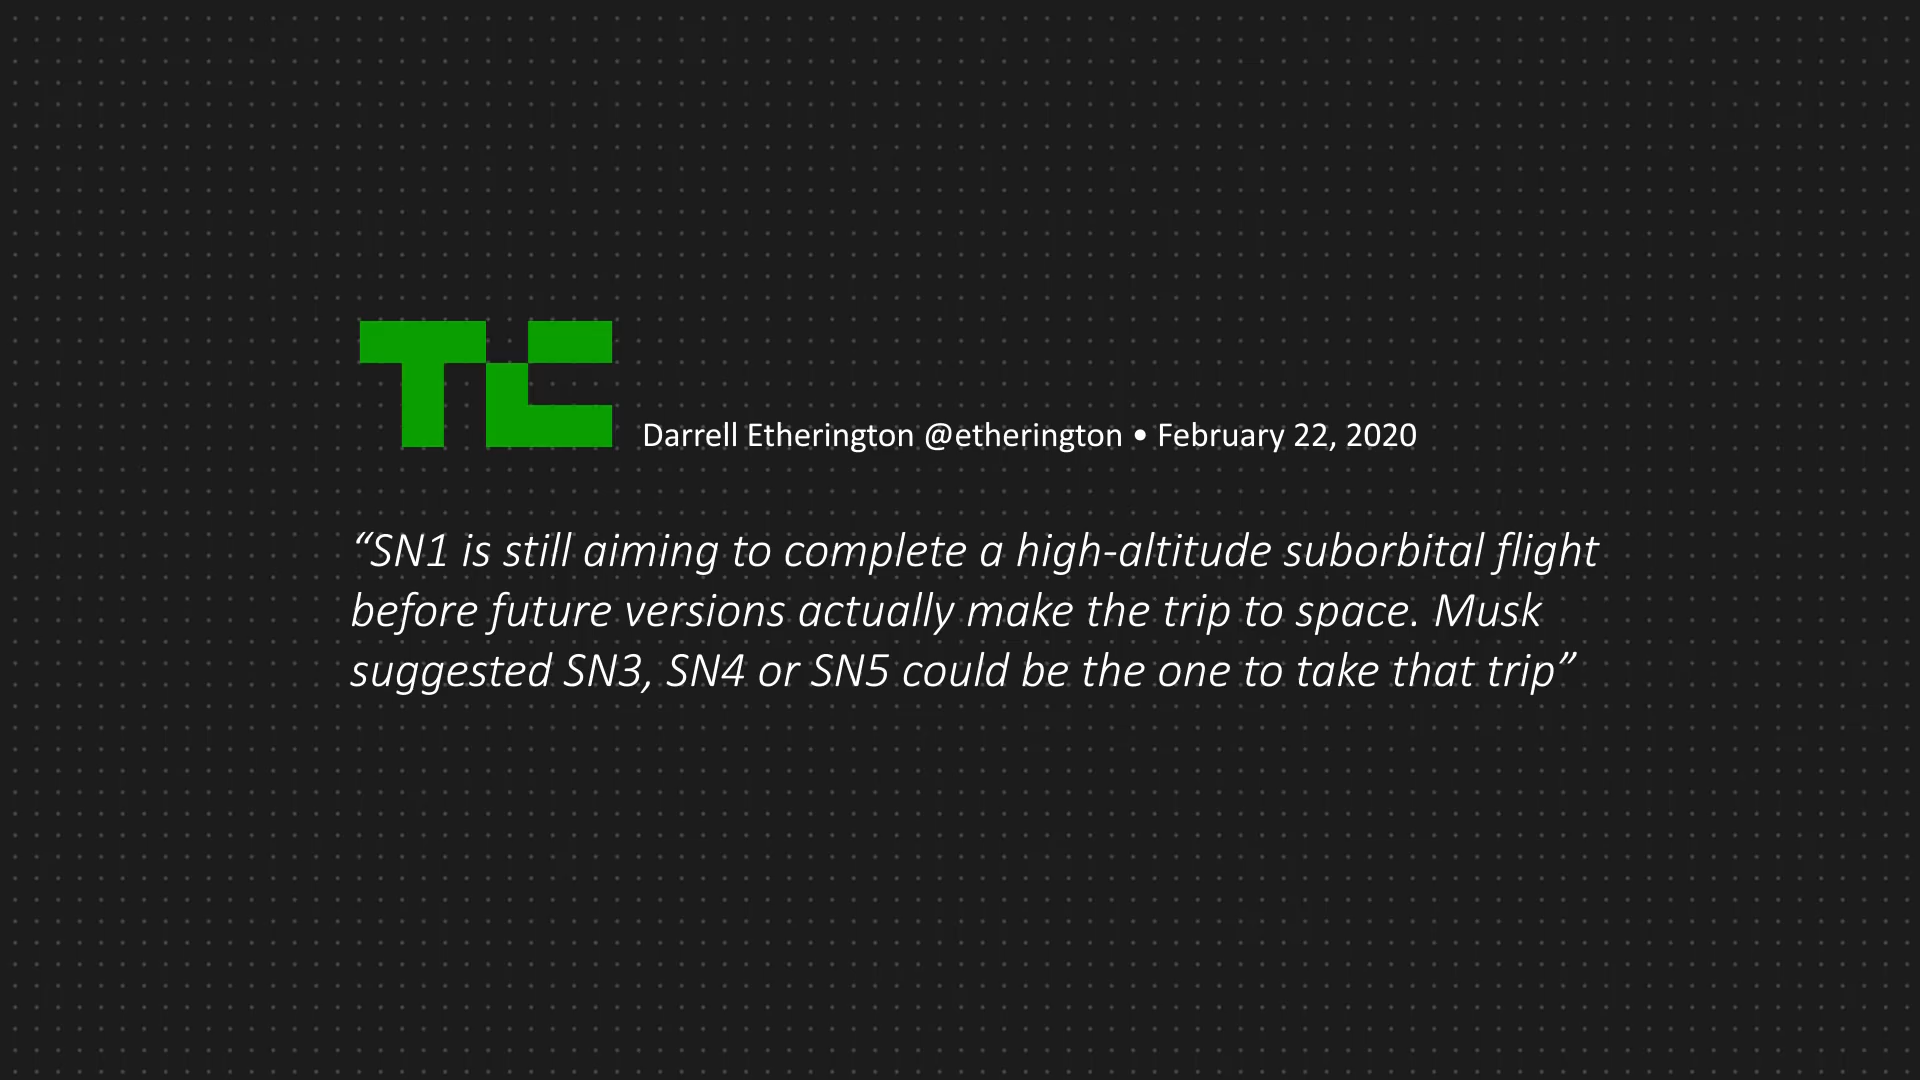 TC
Darrell Etherington @etherington • February 22, 2020
“SN1 is still aiming to complete a high-altitude suborbital flight
before future versions actually make the trip to space. Musk
suggested SN3, SN4 or SN5 could be the one to take that trip”